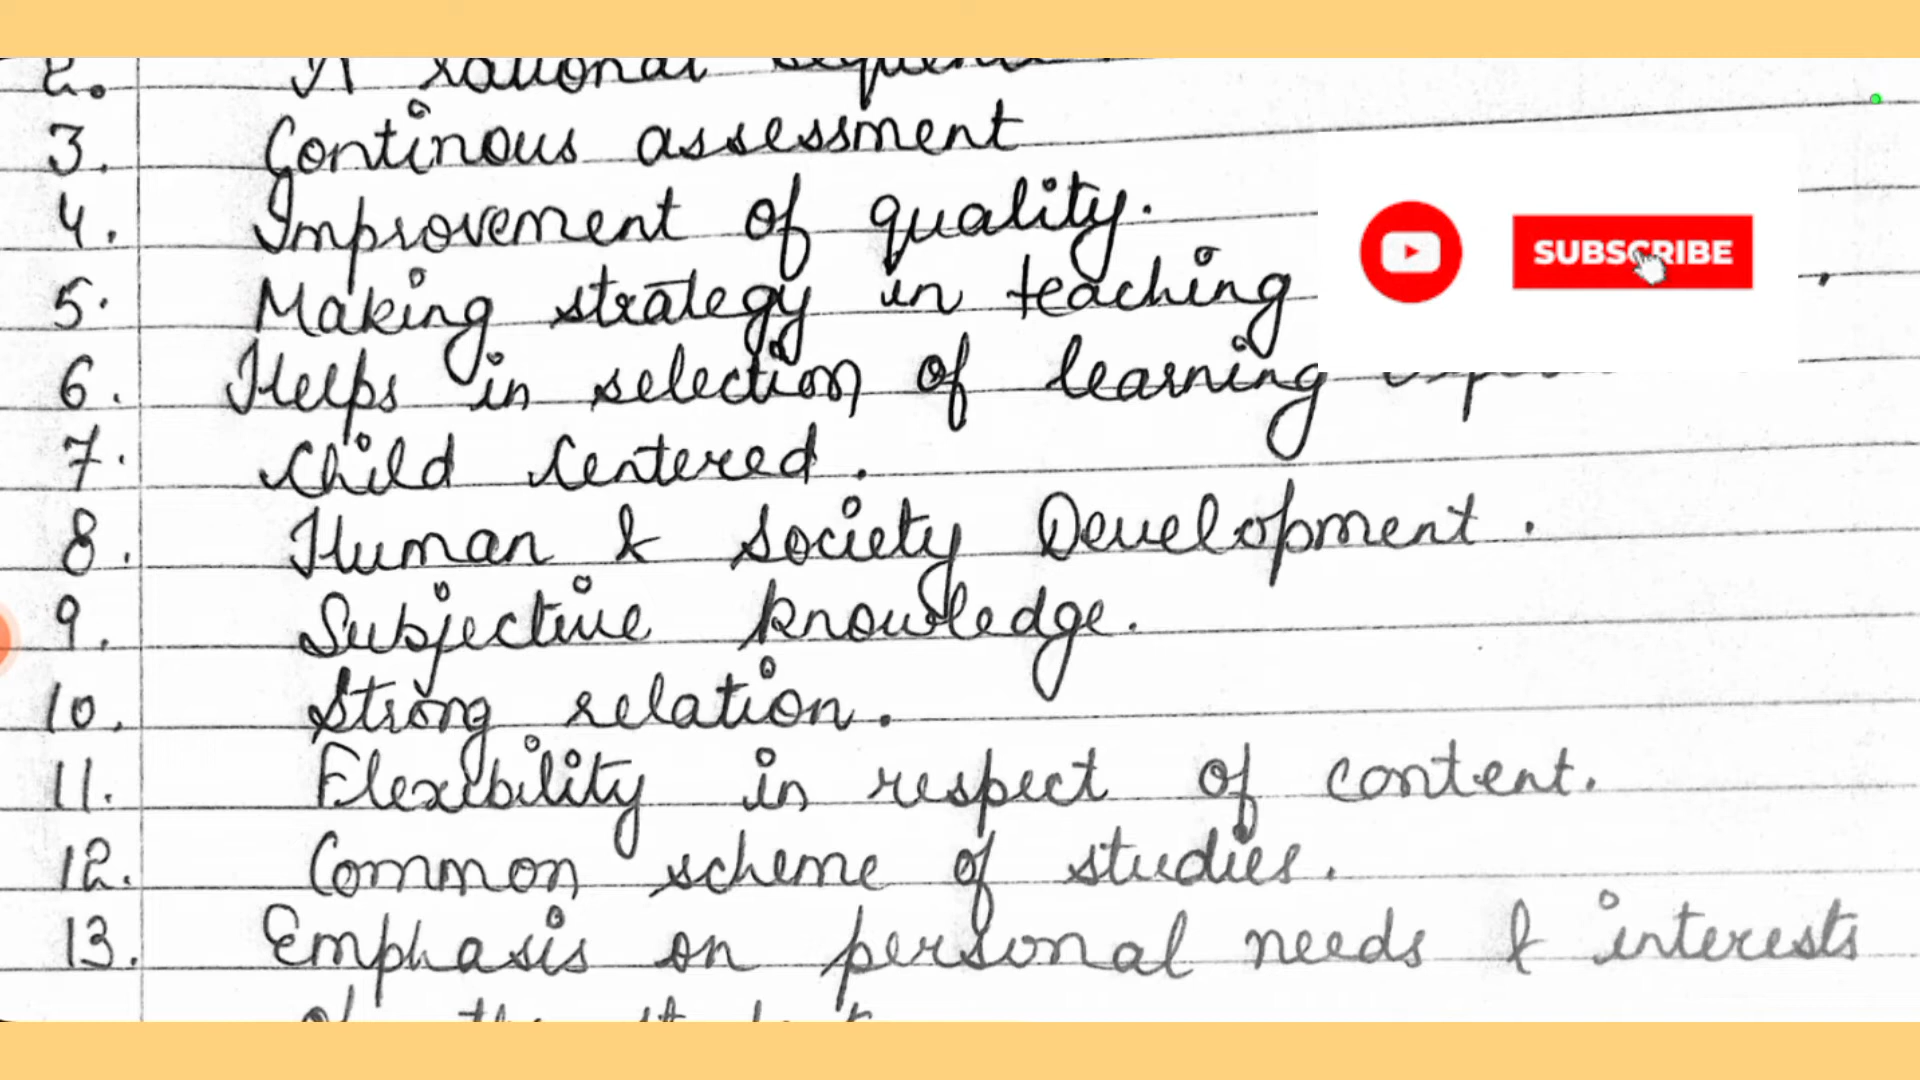 2. A rational
3. Continous assessment
4. Improvement of quality.
5. Making strategy in teaching
SUBSCRIBE
6. Helps in selection of learning
7. Child Centered.
8. Human & Society Development.
9. Subjective knowledge.
10. Strong relation.
11. Flexibility in respect of content.
12. Common scheme of studies.
13. Emphasis on personal needs & interests